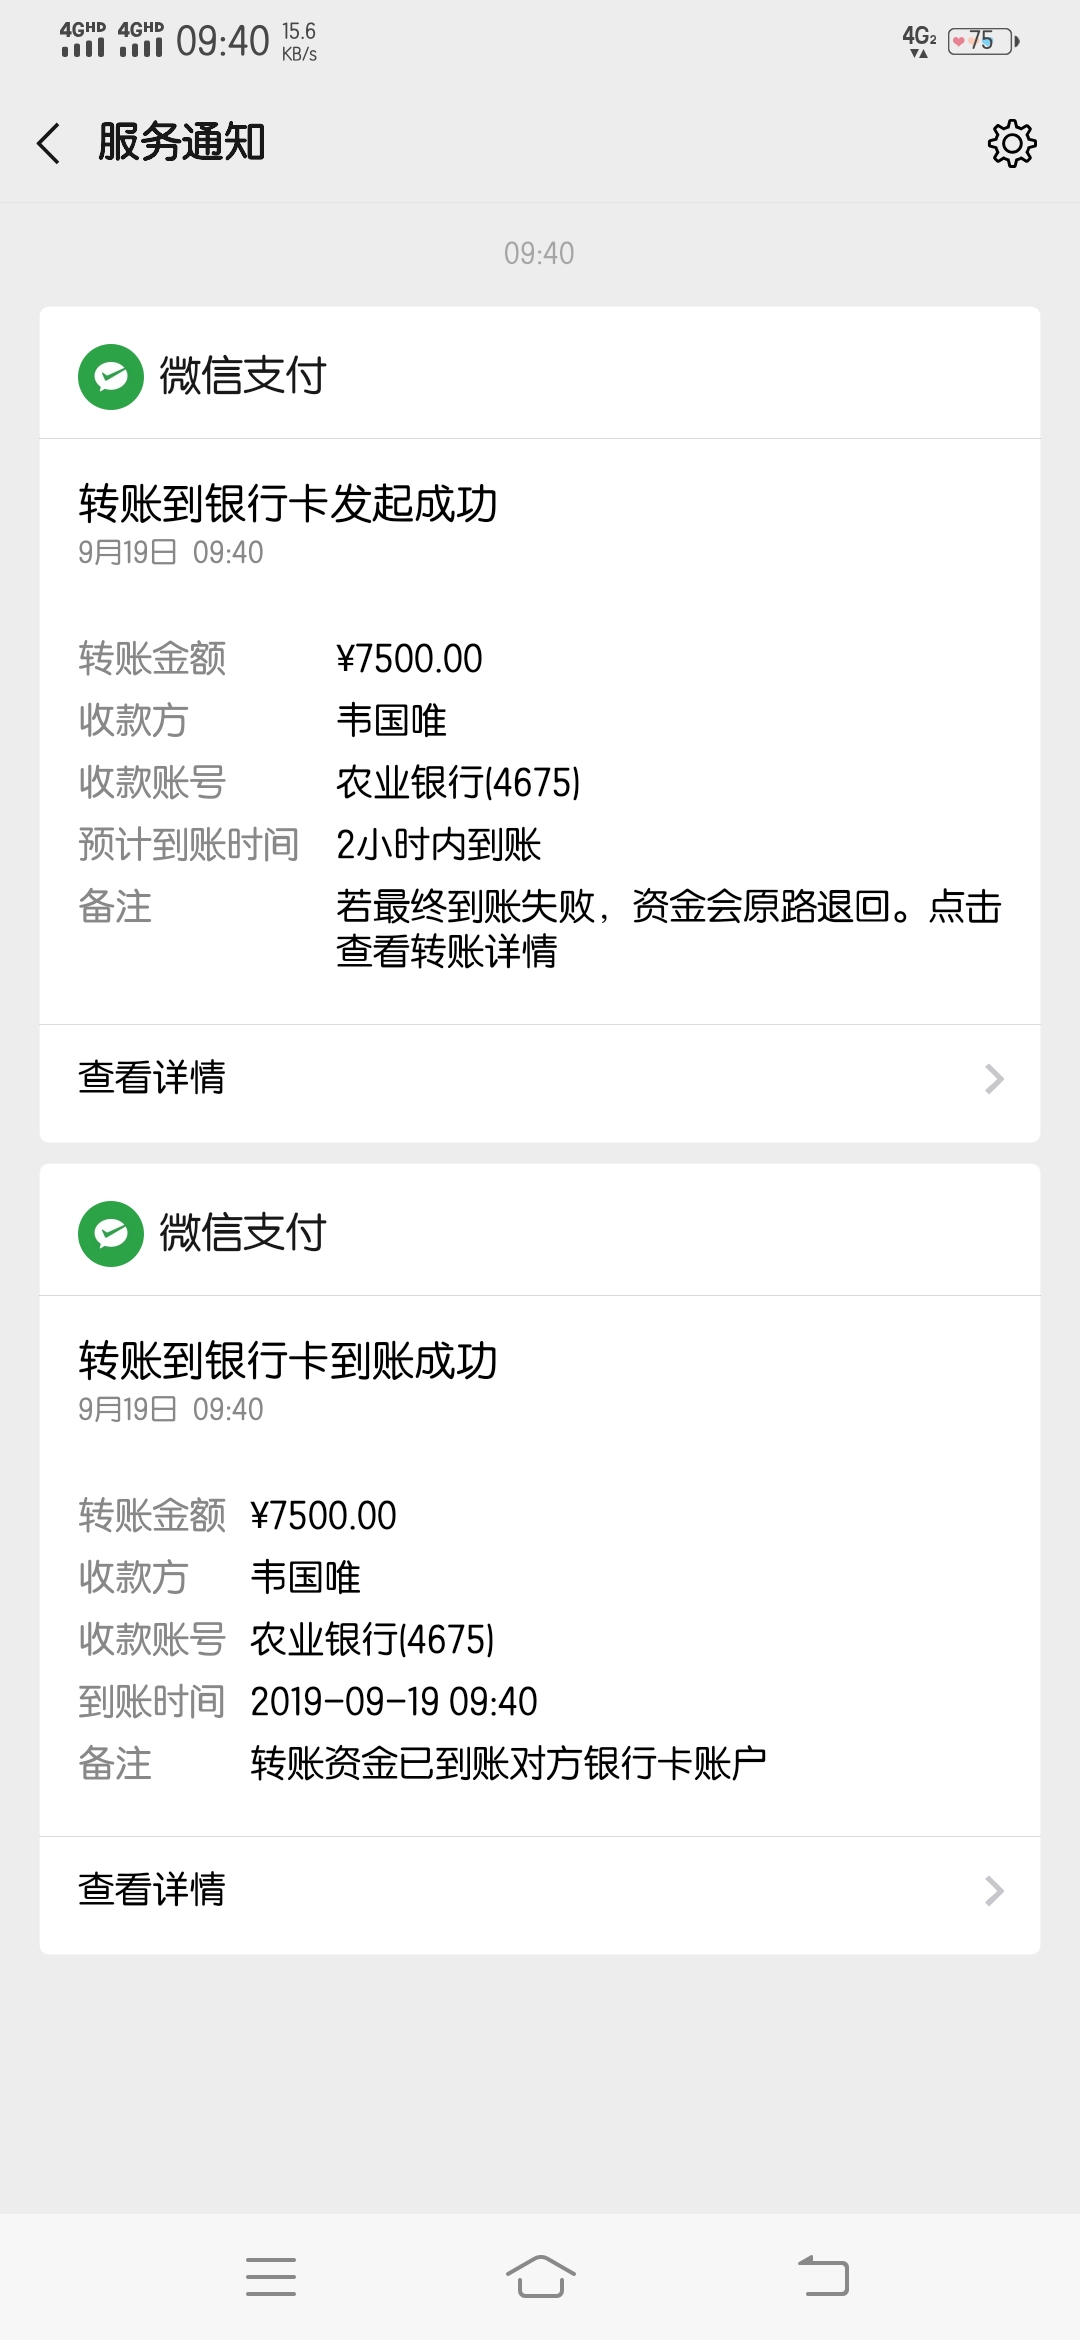 4GHD 4GHD 09:40 15.6 KB/s 4G2 75
服务通知
09:40
微信支付
转账到银行卡发起成功
9月19日 09:40
转账金额 ¥7500.00
收款方 韦国唯
收款账号 农业银行(4675)
预计到账时间 2小时内到账
备注 若最终到账失败，资金会原路退回。点击
查看转账详情
查看详情
微信支付
转账到银行卡到账成功
9月19日 09:40
转账金额 ¥7500.00
收款方 韦国唯
收款账号 农业银行(4675)
到账时间 2019-09-19 09:40
备注 转账资金已到账对方银行卡账户
查看详情